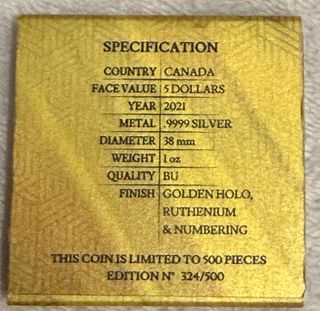 SPECIFICATION
COUNTRY CANADA
FACE VALUE 5 DOLLARS
YEAR 2021
METAL .9999 SILVER
DIAMETER 38 mm
WEIGHT 1 oz
QUALITY BU
FINISH GOLDEN HOLO,
RUTHENIUM
& NUMBERING
THIS COIN IS LIMITED TO 500 PIECES
EDITION N° 324/500